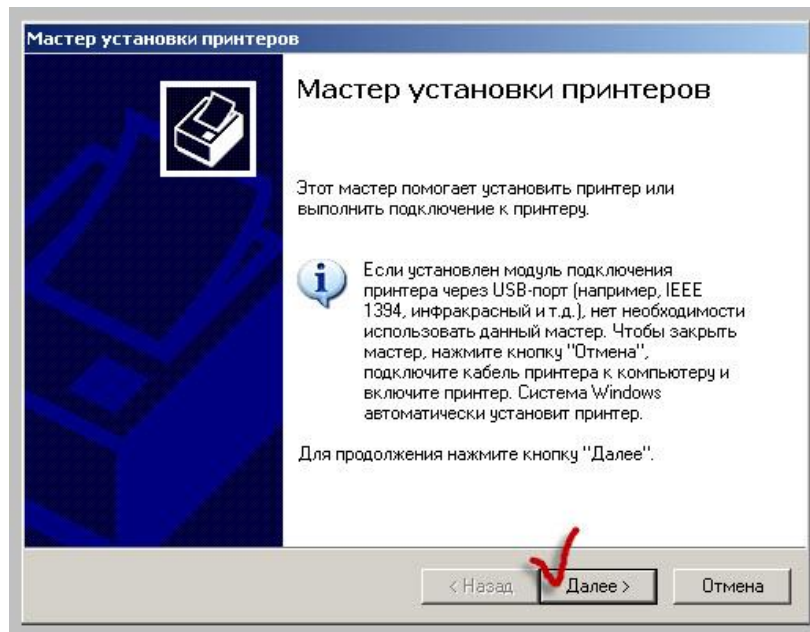 Мастер установки принтеров
Мастер установки принтеров
Этот мастер помогает установить принтер или
выполнить подключение к принтеру.
Если установлен модуль подключения
принтера через USB-порт (например, IEEE
1394, инфракрасный и т.д.), нет необходимости
использовать данный мастер. Чтобы закрыть
мастер, нажмите кнопку "Отмена",
подключите кабель принтера к компьютеру и
включите принтер. Система Windows
автоматически установит принтер.
Для продолжения нажмите кнопку "Далее".
< Назад Далее > Отмена